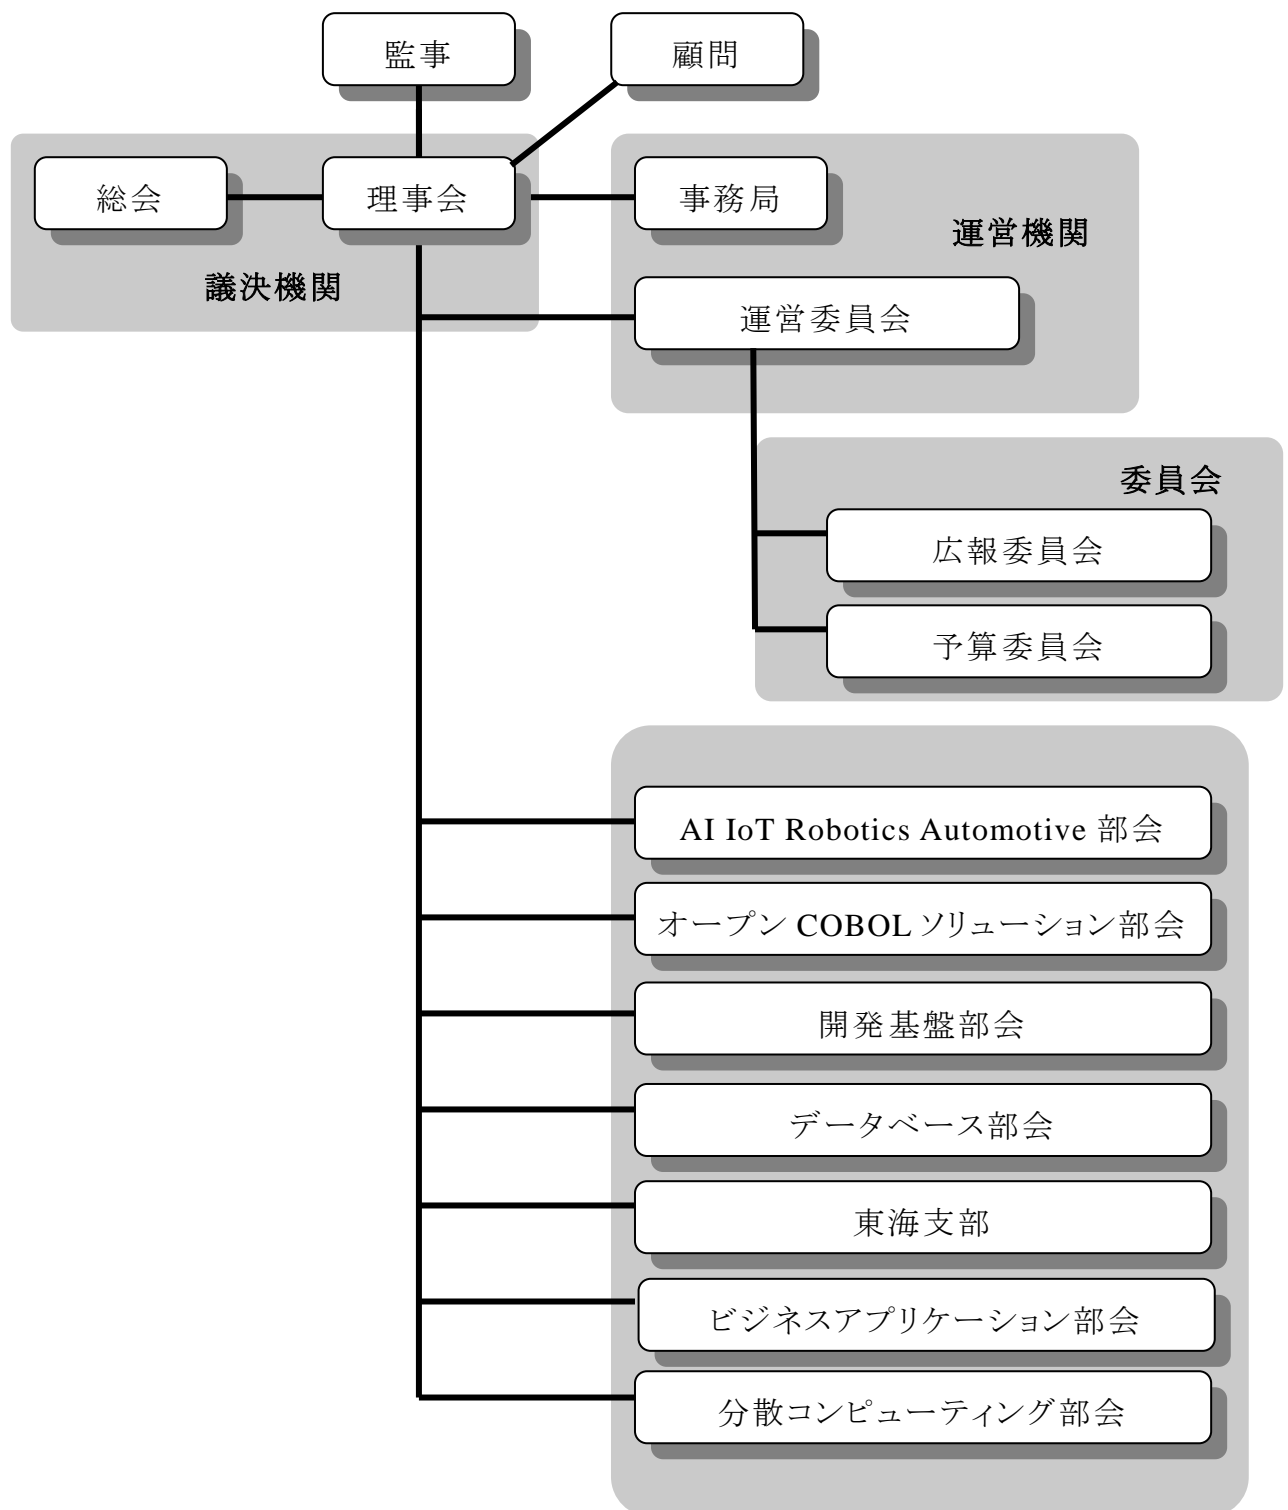 監事
顧問
総会
理事会
事務局
運営機関
議決機関
運営委員会
委員会
広報委員会
予算委員会
AI IoT Robotics Automotive 部会
オープン COBOL ソリューション部会
開発基盤部会
データベース部会
東海支部
ビジネスアプリケーション部会
分散コンピューティング部会